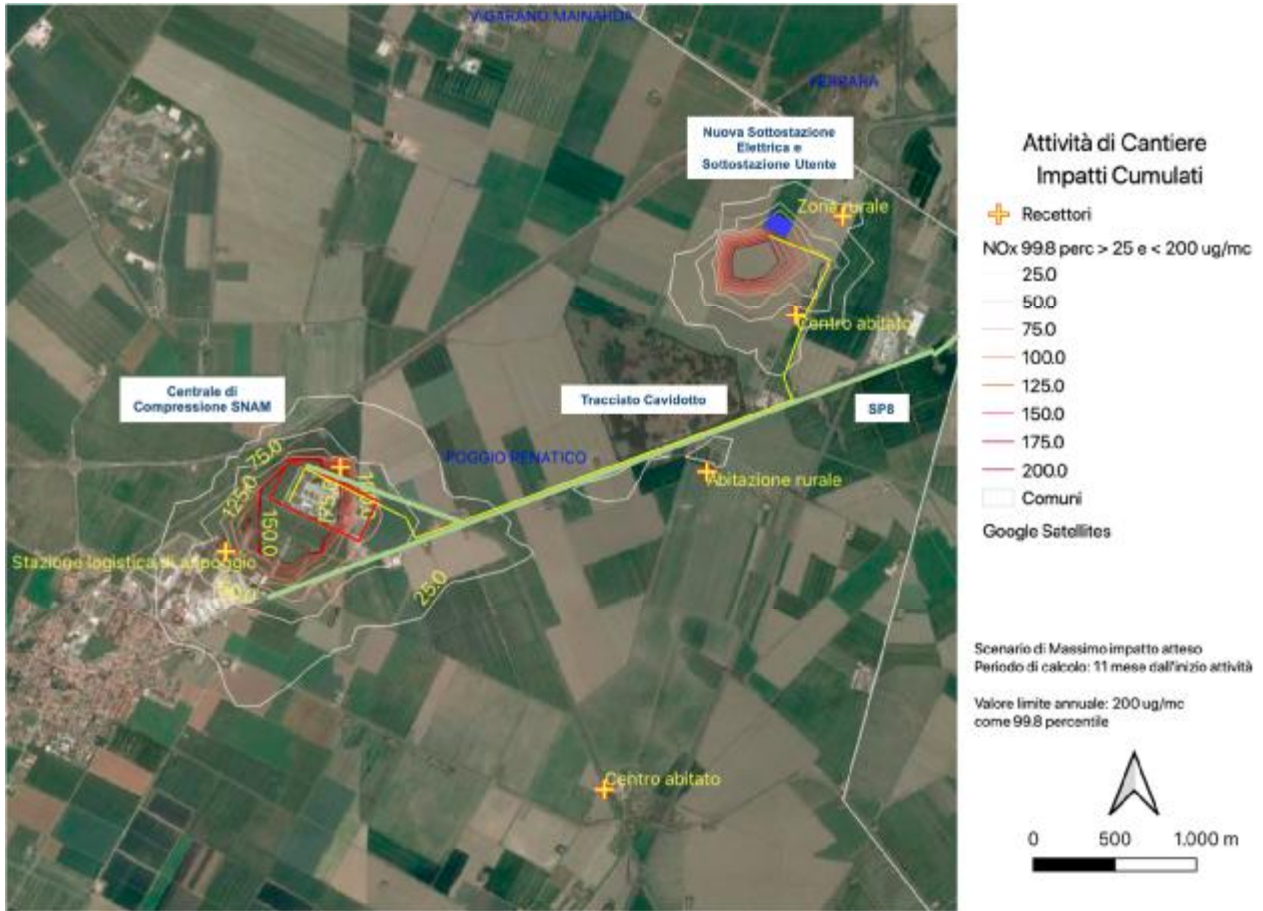 VIGARANO MAINARDA
FERRARA
Nuova Sottostazione
Elettrica e
Sottostazione Utente
Zona rurale
Centro abitato
Centrale di
Compressione SNAM
Tracciato Cavidotto
SP8
POGGIO RENATICO
Abitazione rurale
75.0
125.0
150.0
Stazione logistica di appoggio
25.0
Centro abitato
Attività di Cantiere
Impatti Cumulati
Recettori
NOx 99.8 perc > 25 e < 200 ug/mc
25.0
50.0
75.0
100.0
125.0
150.0
175.0
200.0
Comuni
Google Satellites
Scenario di Massimo impatto atteso
Periodo di calcolo: 11 mese dall'inizio attività
Valore limite annuale: 200 ug/mc
come 99.8 percentile
0 500 1.000 m